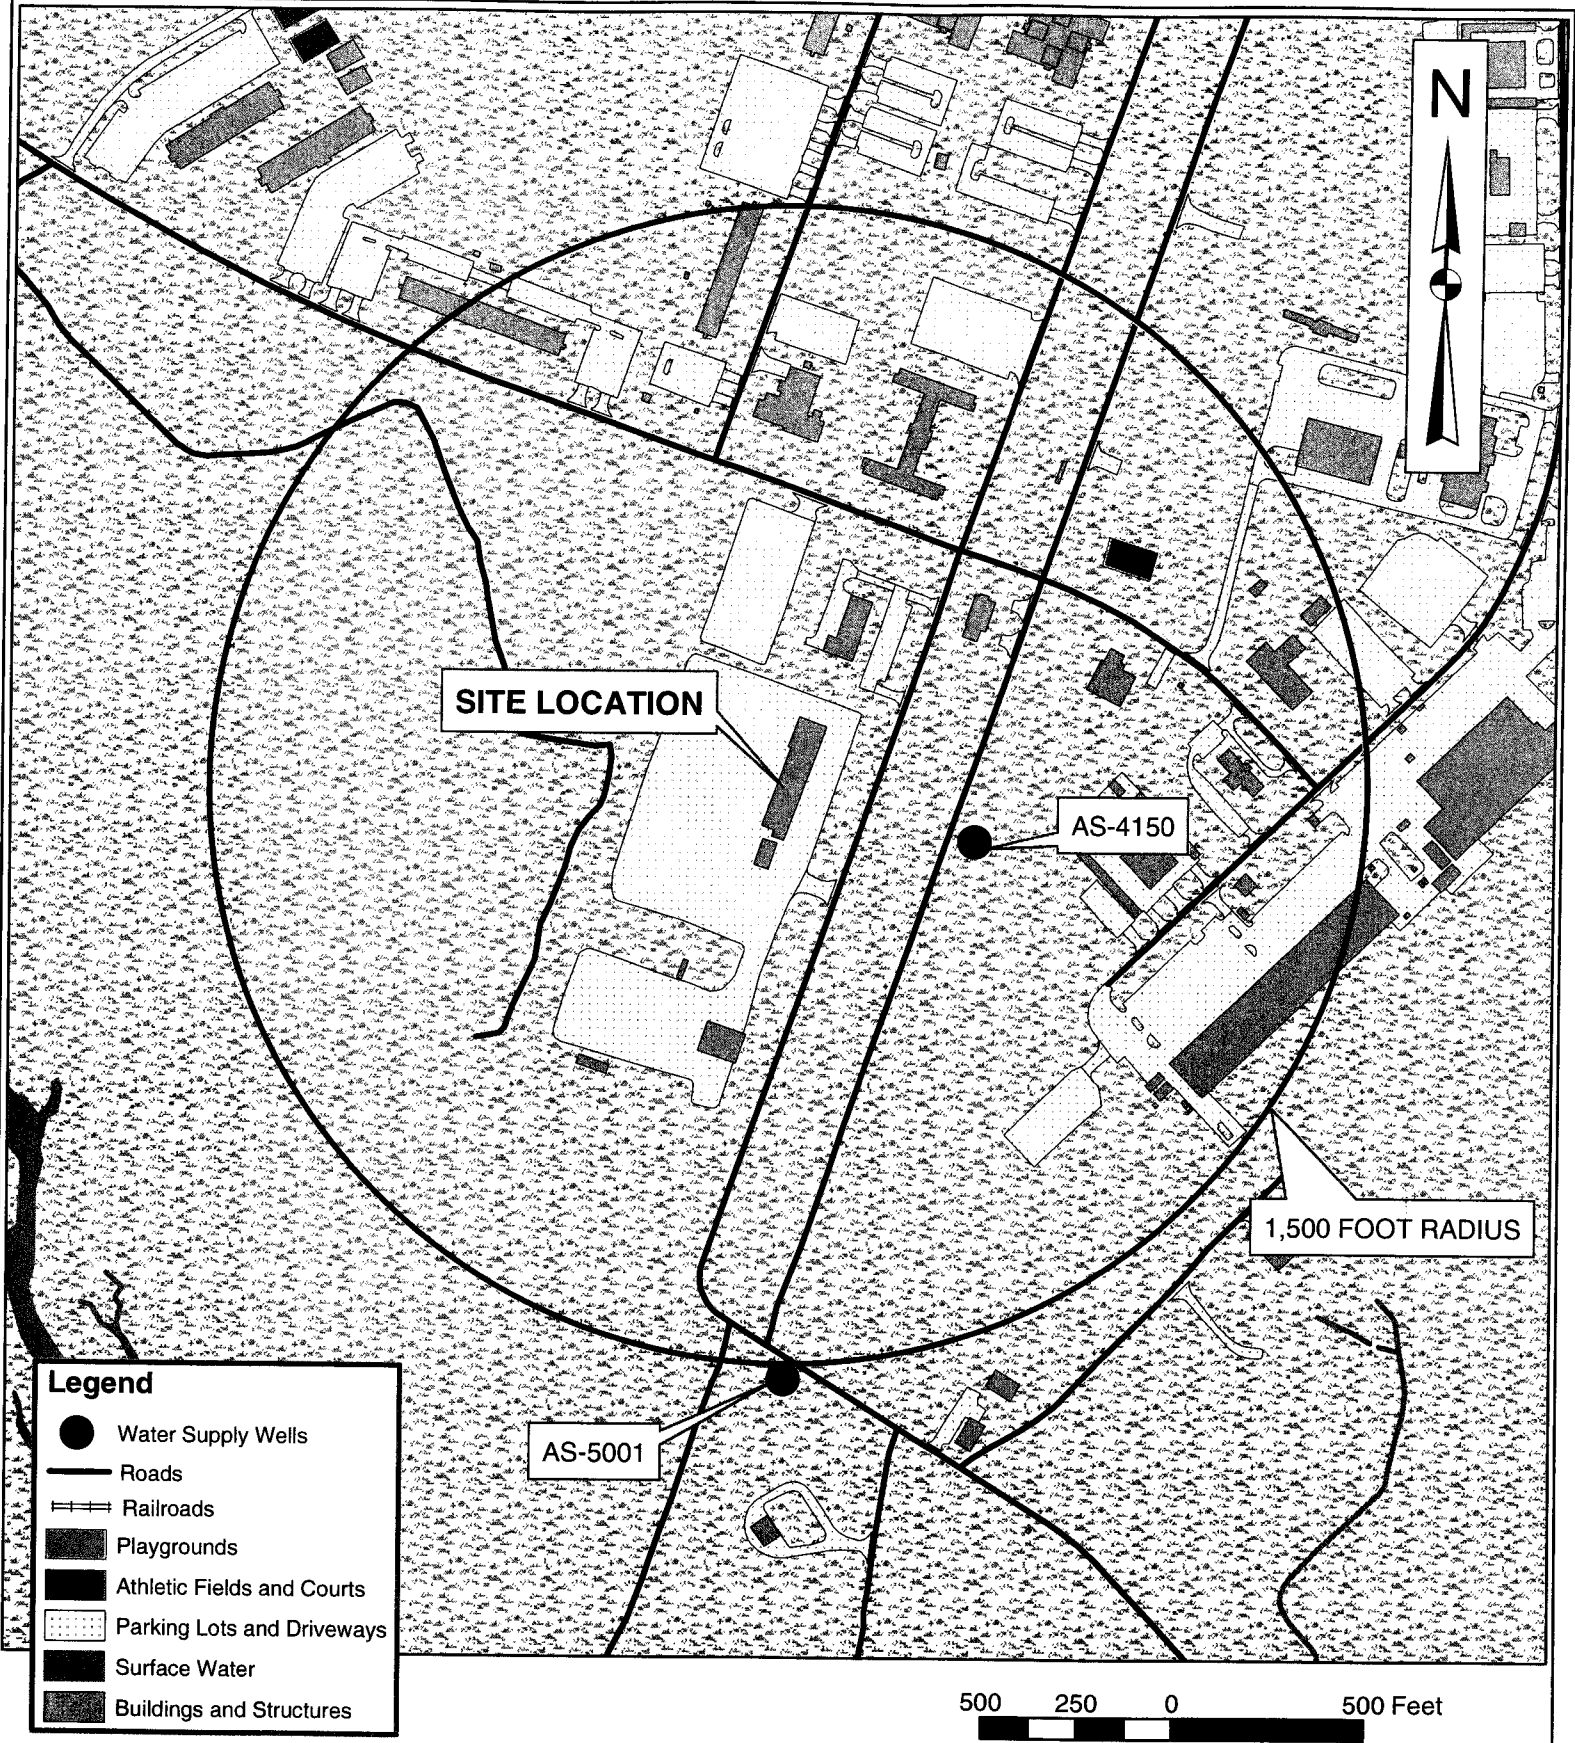 N
SITE LOCATION
AS-4150
1,500 FOOT RADIUS
AS-5001
Legend
Water Supply Wells
Roads
Railroads
Playgrounds
Athletic Fields and Courts
Parking Lots and Driveways
Surface Water
Buildings and Structures
500 250 0 500 Feet